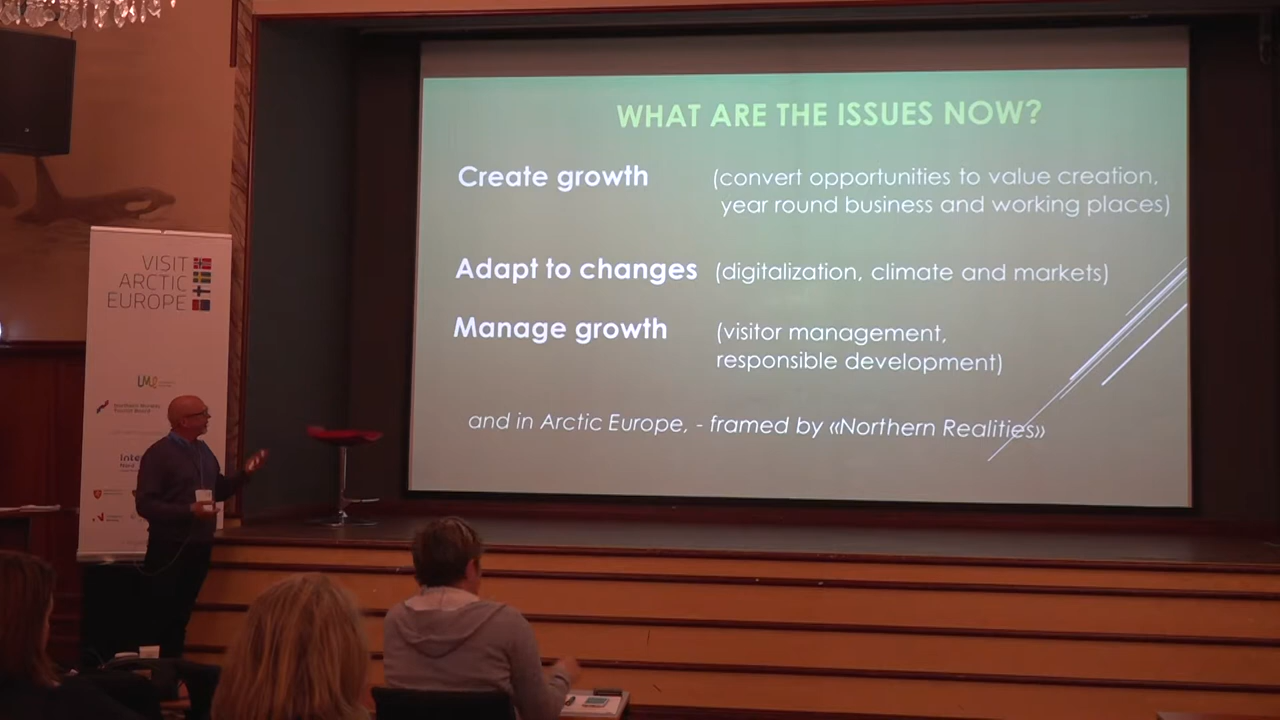 WHAT ARE THE ISSUES NOW?
Create growth (convert opportunities to value creation,
year round business and working places)
Adapt to changes (digitalization, climate and markets)
Manage growth (visitor management,
responsible development)
and in Arctic Europe, - framed by «Northern Realities»
VISIT
ARCTIC
EUROPE